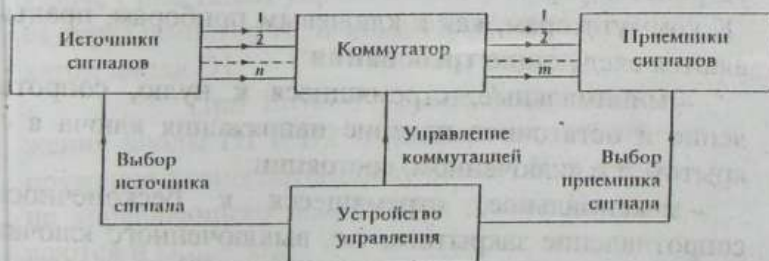 Источники
сигналов
1
2
n
Коммутатор
1
2
m
Приемники
сигналов
Выбор
источника
сигнала
Управление
коммутацией
Выбор
приемника
сигнала
Устройство
управления